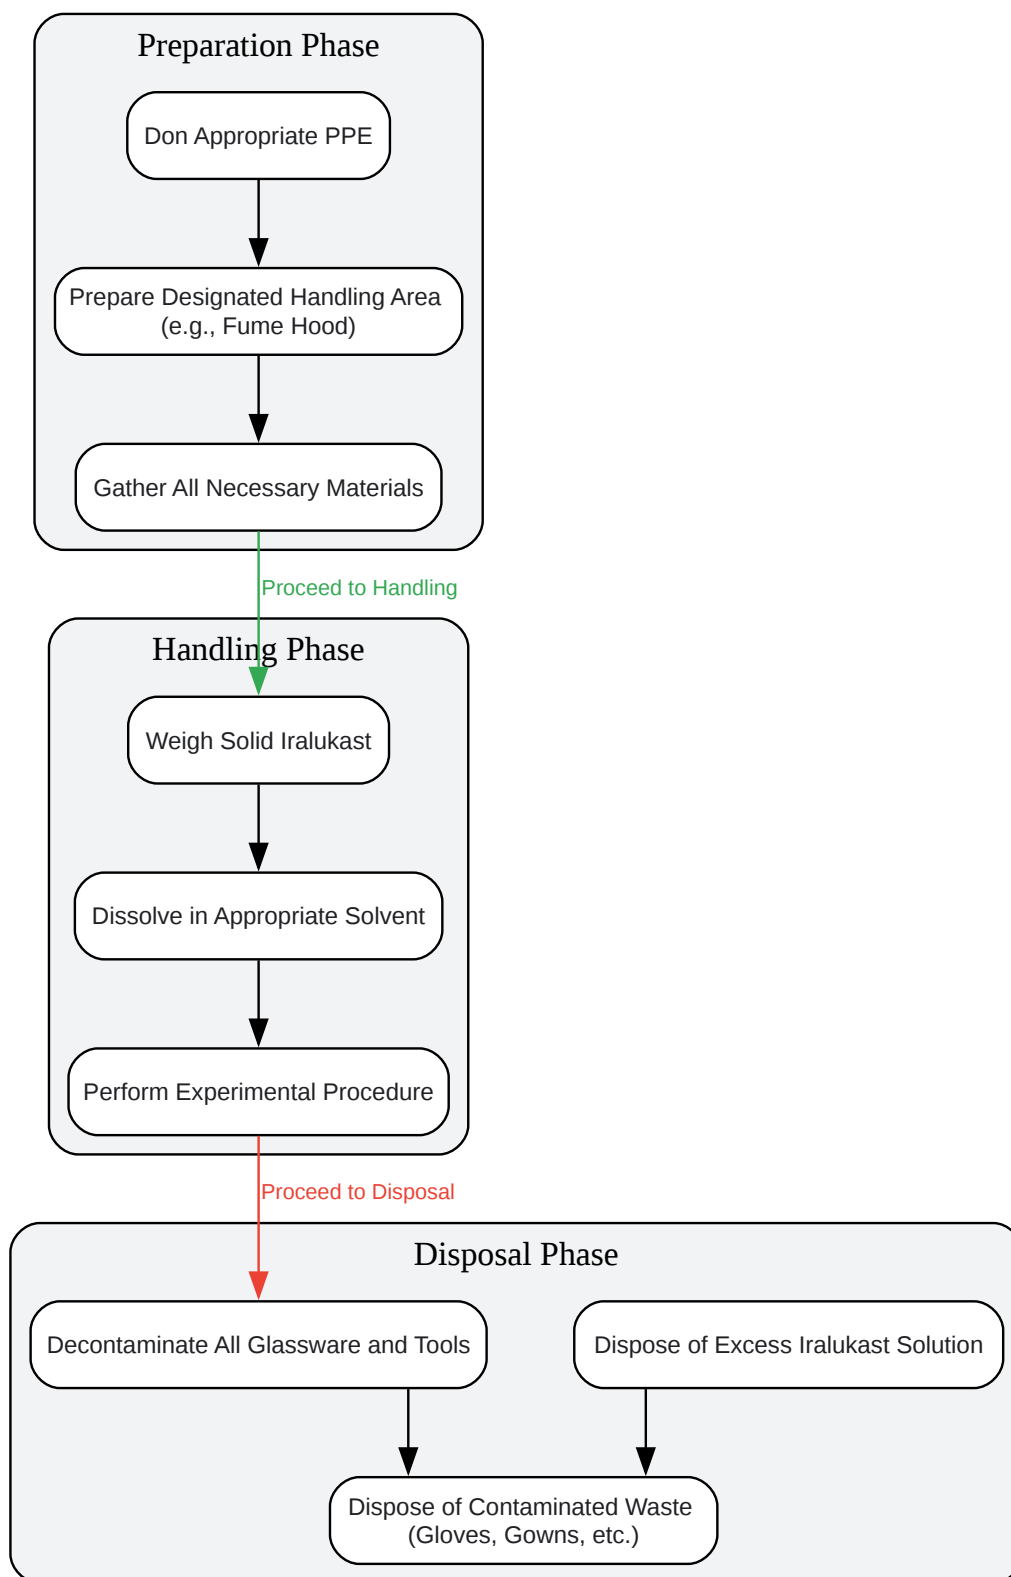 Preparation Phase
Don Appropriate PPE
Prepare Designated Handling Area
(e.g., Fume Hood)
Gather All Necessary Materials
Proceed to Handling
Handling Phase
Weigh Solid Iralukast
Dissolve in Appropriate Solvent
Perform Experimental Procedure
Proceed to Disposal
Disposal Phase
Decontaminate All Glassware and Tools
Dispose of Excess Iralukast Solution
Dispose of Contaminated Waste
(Gloves, Gowns, etc.)